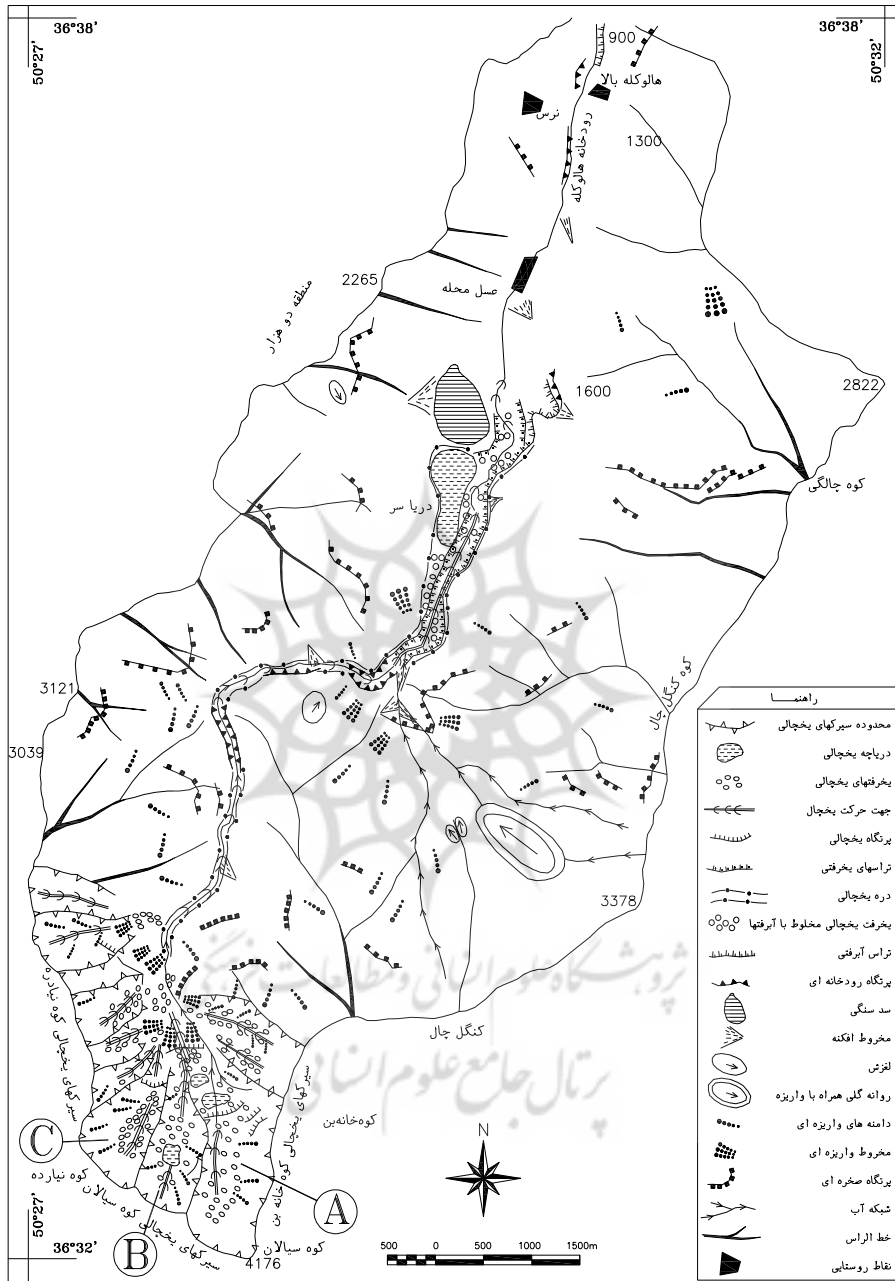 36°38'
36°38'
50°27'
50°32'
900
هالوکله بالا
نرس
رودخانه هالوکله
1300
2265
منطقه دو هزار
عسل محله
1600
2822
کوه چالگی
دریا سر
کوه کنگل چال
3121
3039
3378
کنگل چال
پژوهشگاه علوم انسانی و مطالعات فرهنگی
پرتال جامع علوم انسانی
سیرکهای یخچالی کوه نیارده
سیرکهای یخچالی کوه خانه بن
کوه‌خانه‌بن
C
کوه نیارده
سیرکهای یخچالی کوه سیالان
A
B
کوه سیالان
4176
50°27'
36°32'
N
500 0 500 1000 1500m
راهنمــا
محدوده سیرکهای یخچالی
دریاچه یخچالی
یخرفتهای یخچالی
جهت حرکت یخچال
پرتگاه یخچالی
تراسهای یخرفتی
دره یخچالی
یخرفت یخچالی مخلوط با آبرفتها
تراس آبرفتی
پرتگاه رودخانه ای
سد سنگی
مخروط افکنه
لغزش
روانه گلی همراه با واریزه
دامنه های واریزه ای
مخروط واریزه ای
پرتگاه صخره ای
شبکه آب
خط الراس
نقاط روستایی